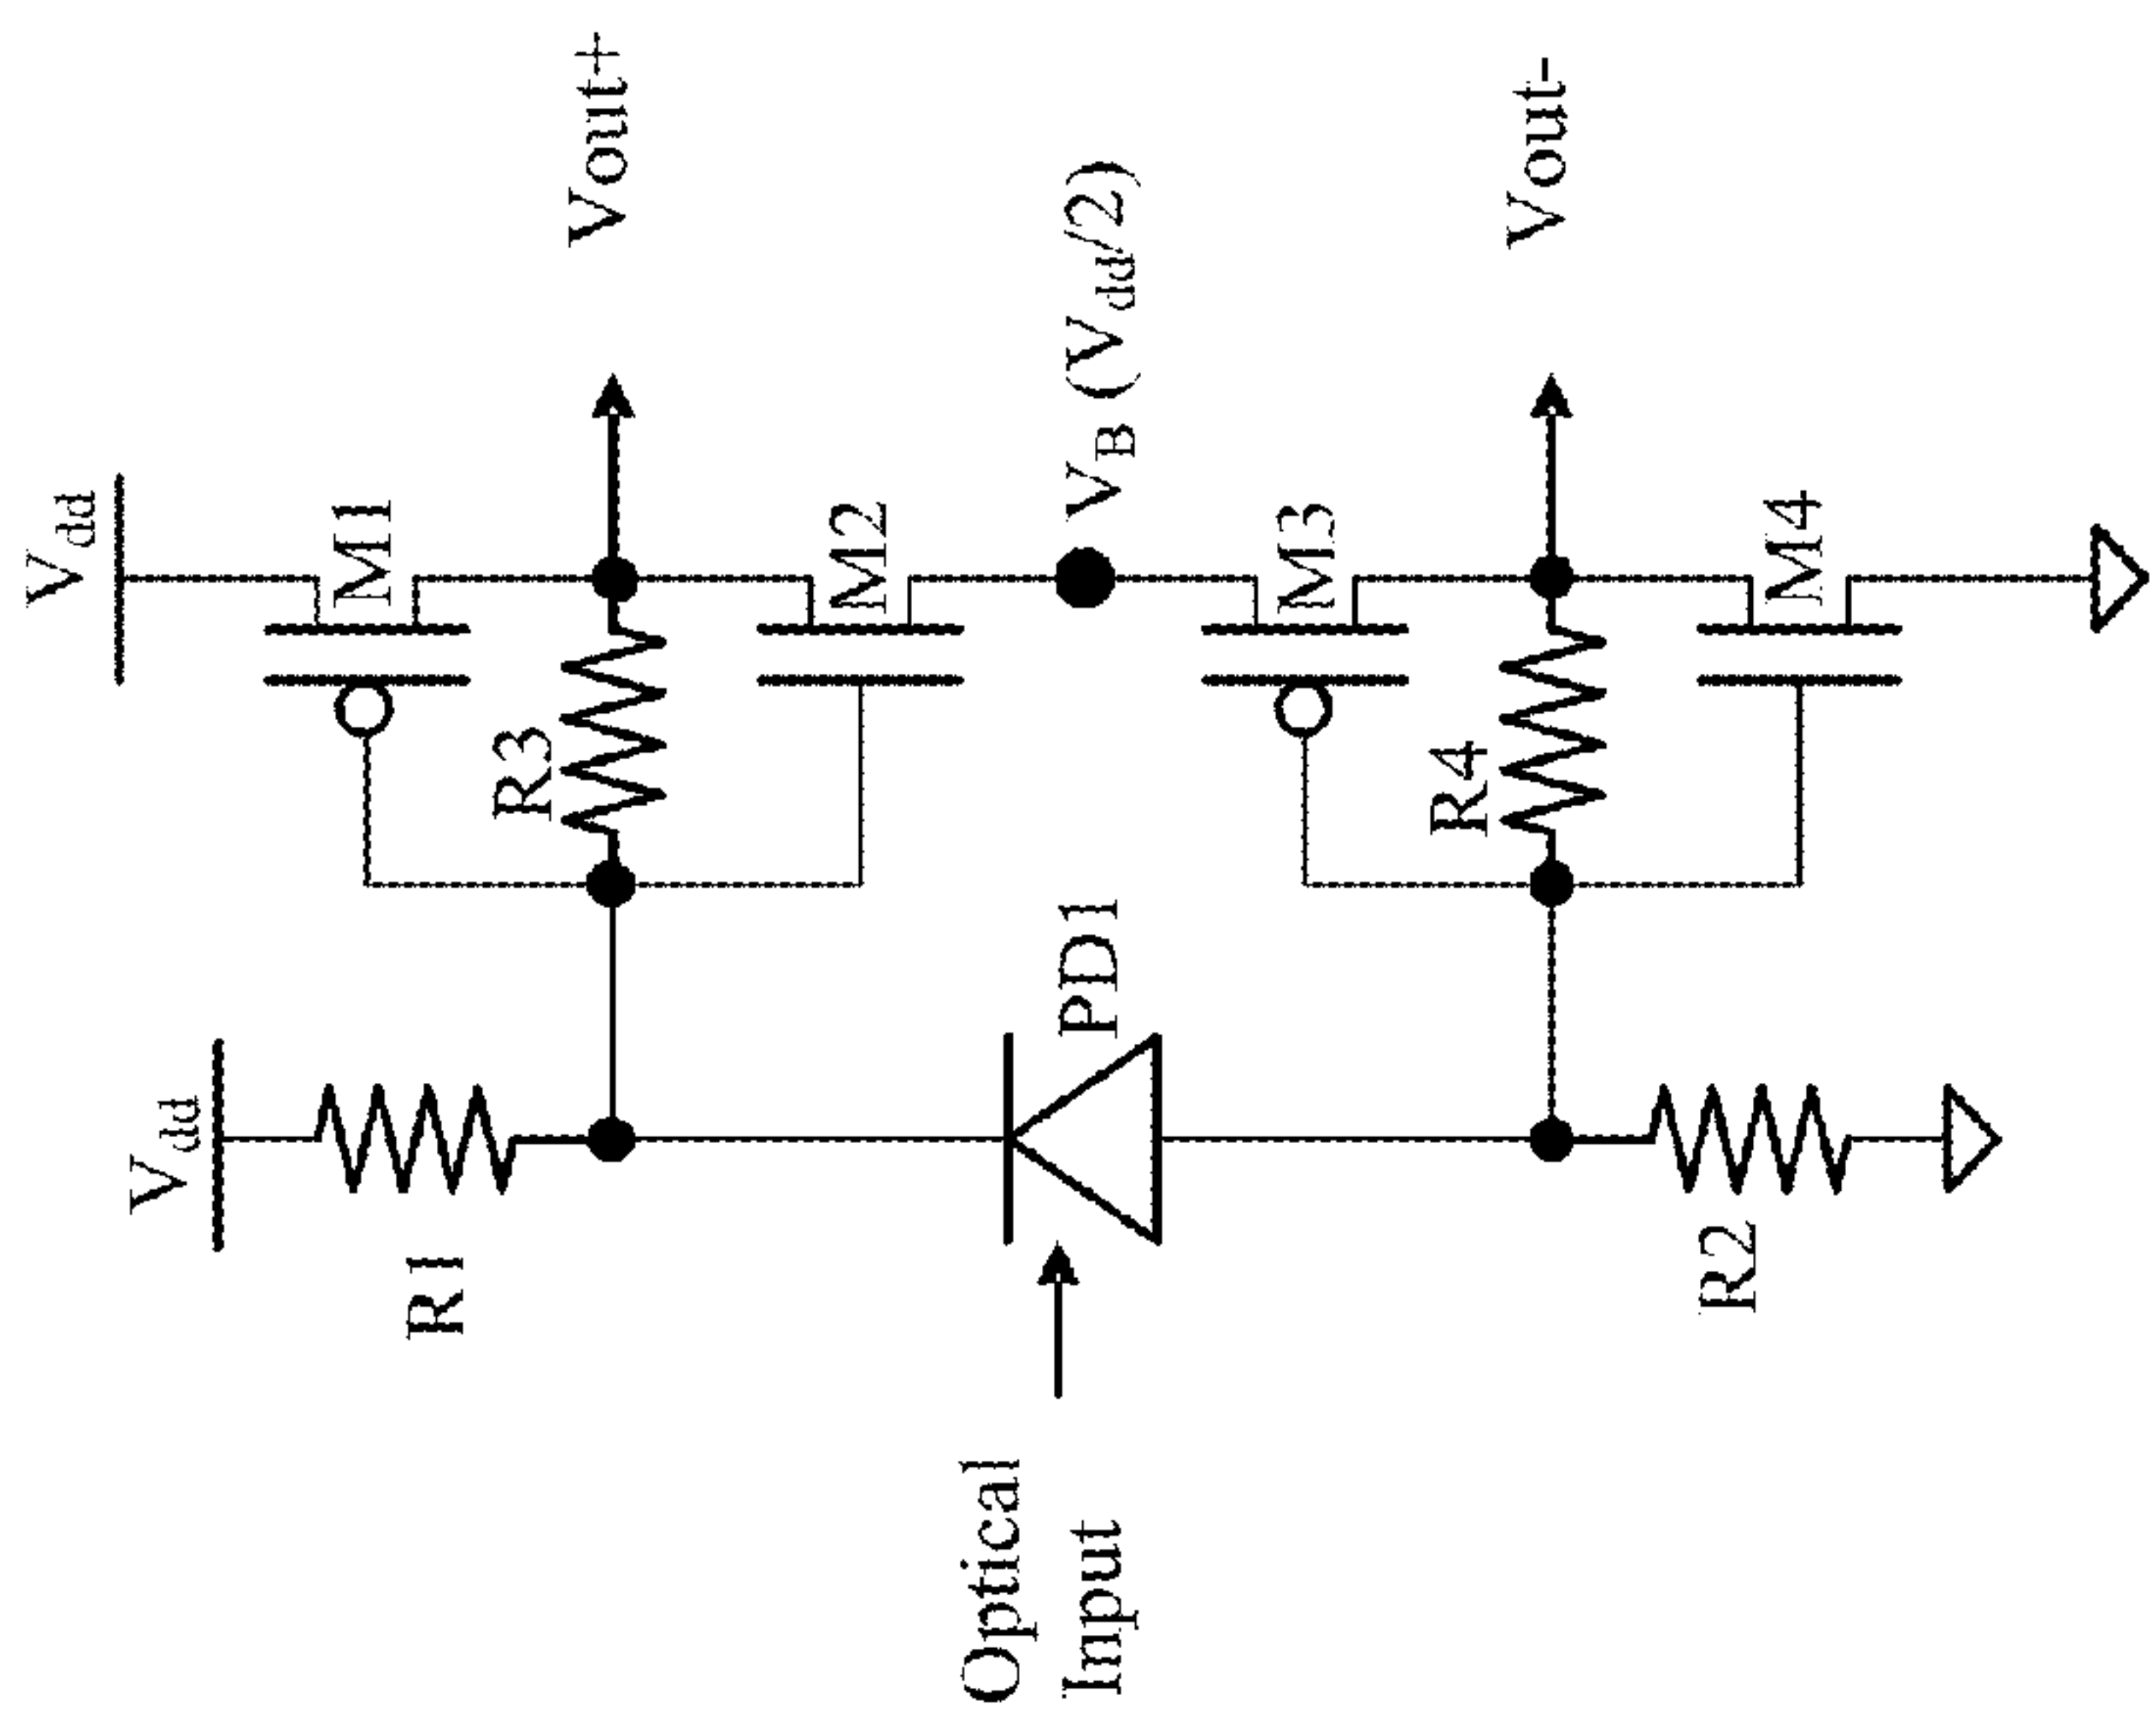 Vdd
M1
Vout+
R3
M2
VB (Vdd/2)
M3
Vout-
R4
M4
Vdd
R1
PD1
R2
Optical
Input